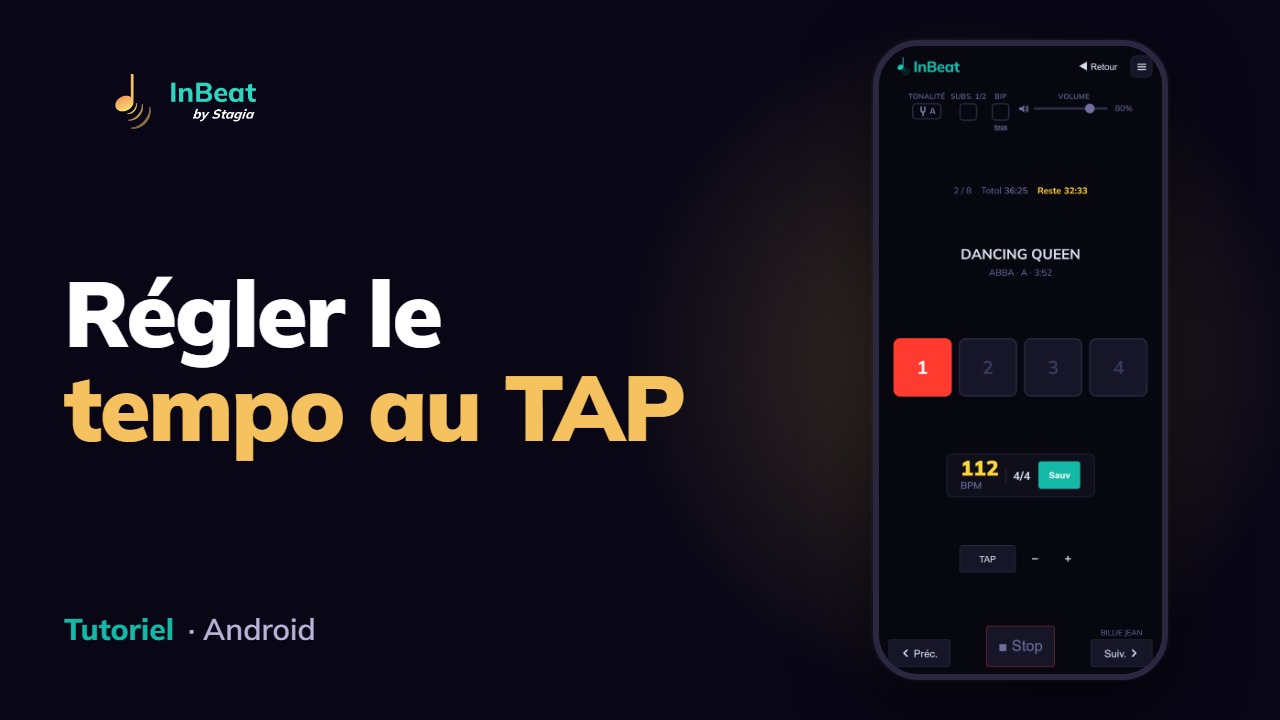 InBeat
by Stagia
Régler le
tempo au TAP
Tutoriel · Android
InBeat
Retour
TONALITÉ SUBS. 1/2 BIP VOLUME
A 80%
tous
2 / 8 Total 36:25 Reste 32:33
DANCING QUEEN
ABBA · A · 3:52
1 2 3 4
112 4/4 Sauv
BPM
TAP − +
BILLIE JEAN
Préc. Stop Suiv.